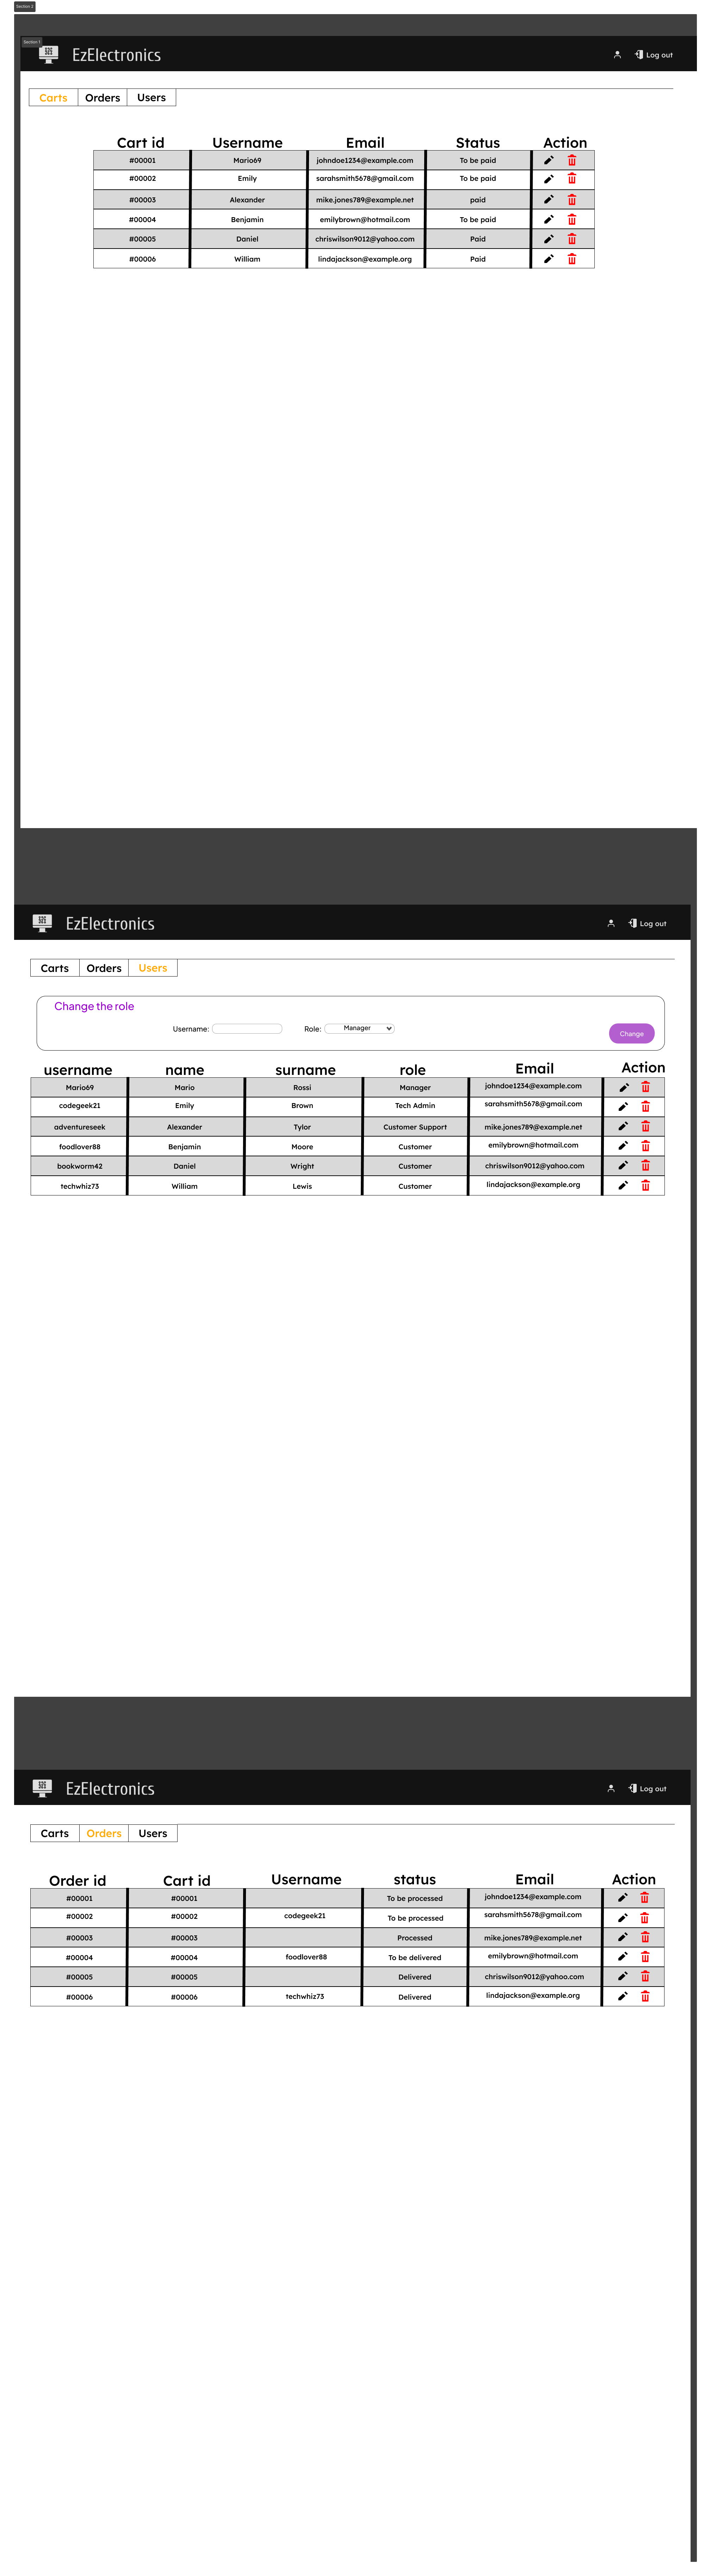 Section 2
Section 1
EzElectronics
Log out
Carts Orders Users
Cart id Username Email Status Action
#00001 Mario69 johndoe1234@example.com To be paid
#00002 Emily sarahsmith5678@gmail.com To be paid
#00003 Alexander mike.jones789@example.net paid
#00004 Benjamin emilybrown@hotmail.com To be paid
#00005 Daniel chriswilson9012@yahoo.com Paid
#00006 William lindajackson@example.org Paid
EzElectronics
Log out
Carts Orders Users
Change the role
Username: Role: Manager Change
username name surname role Email Action
Mario69 Mario Rossi Manager johndoe1234@example.com
codegeek21 Emily Brown Tech Admin sarahsmith5678@gmail.com
adventureseek Alexander Tylor Customer Support mike.jones789@example.net
foodlover88 Benjamin Moore Customer emilybrown@hotmail.com
bookworm42 Daniel Wright Customer chriswilson9012@yahoo.com
techwhiz73 William Lewis Customer lindajackson@example.org
EzElectronics
Log out
Carts Orders Users
Order id Cart id Username status Email Action
#00001 #00001 To be processed johndoe1234@example.com
#00002 #00002 codegeek21 To be processed sarahsmith5678@gmail.com
#00003 #00003 Processed mike.jones789@example.net
#00004 #00004 foodlover88 To be delivered emilybrown@hotmail.com
#00005 #00005 Delivered chriswilson9012@yahoo.com
#00006 #00006 techwhiz73 Delivered lindajackson@example.org